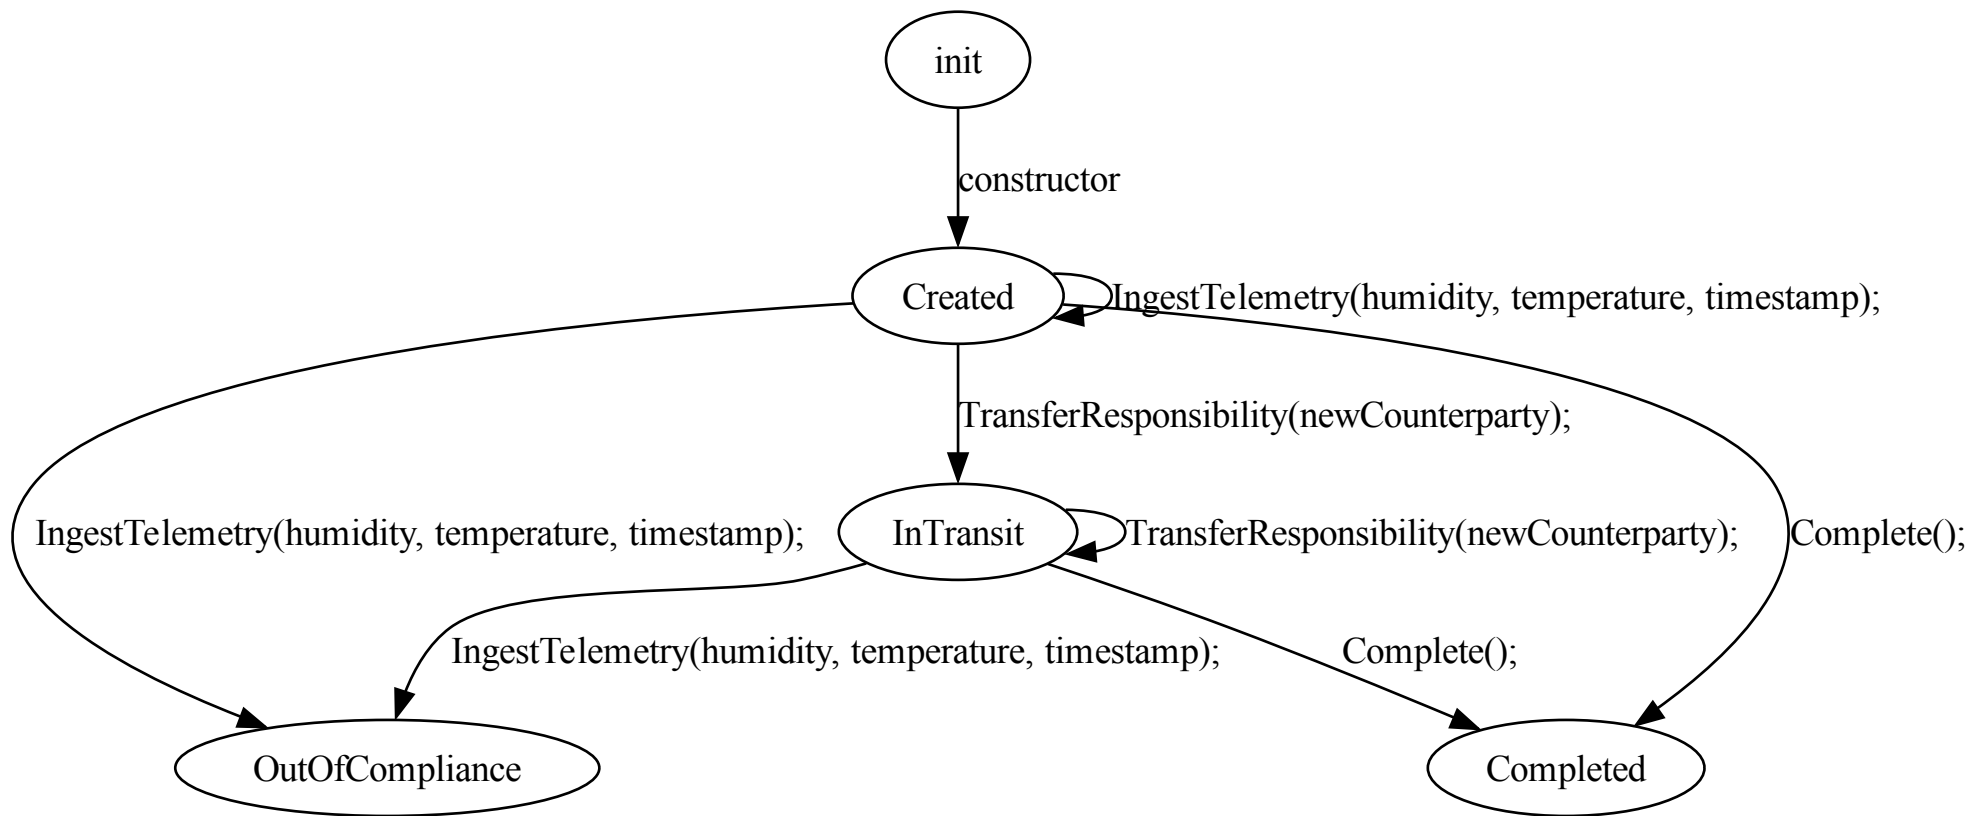 init
constructor
Created
IngestTelemetry(humidity, temperature, timestamp);
TransferResponsibility(newCounterparty);
IngestTelemetry(humidity, temperature, timestamp);
InTransit
TransferResponsibility(newCounterparty);
Complete();
IngestTelemetry(humidity, temperature, timestamp);
Complete();
OutOfCompliance
Completed